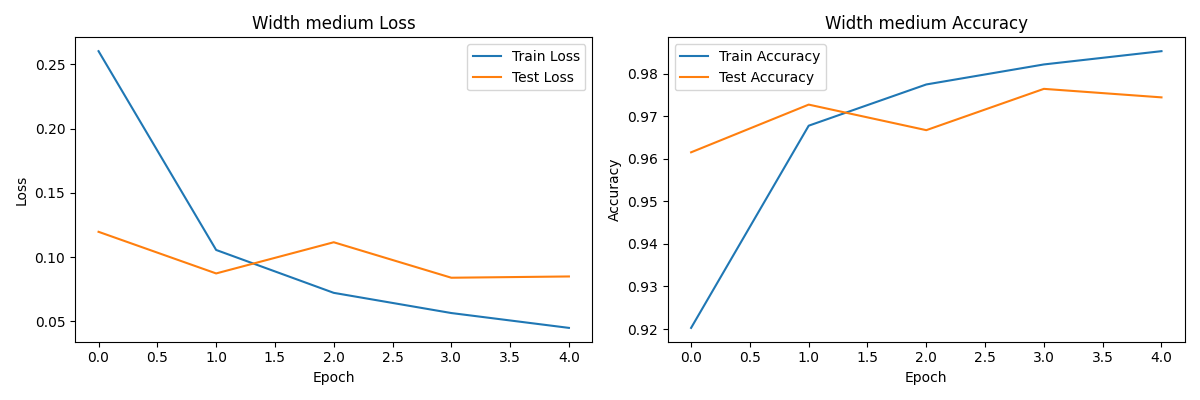 Width medium Loss
Train Loss
Test Loss
Loss
0.25
0.20
0.15
0.10
0.05
0.0 0.5 1.0 1.5 2.0 2.5 3.0 3.5 4.0
Epoch
Width medium Accuracy
Train Accuracy
Test Accuracy
Accuracy
0.98
0.97
0.96
0.95
0.94
0.93
0.92
0.0 0.5 1.0 1.5 2.0 2.5 3.0 3.5 4.0
Epoch